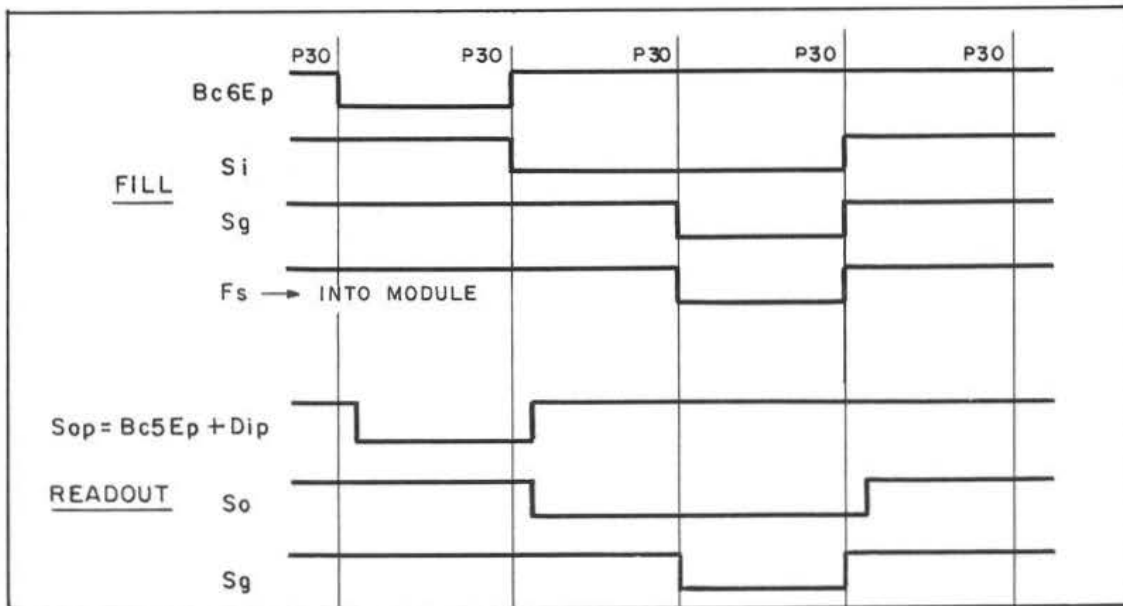 P30 P30 P30 P30 P30
Bc6Ep
Si
FILL
Sg
Fs → INTO MODULE
Sop = Bc5Ep + Dip
READOUT So
Sg